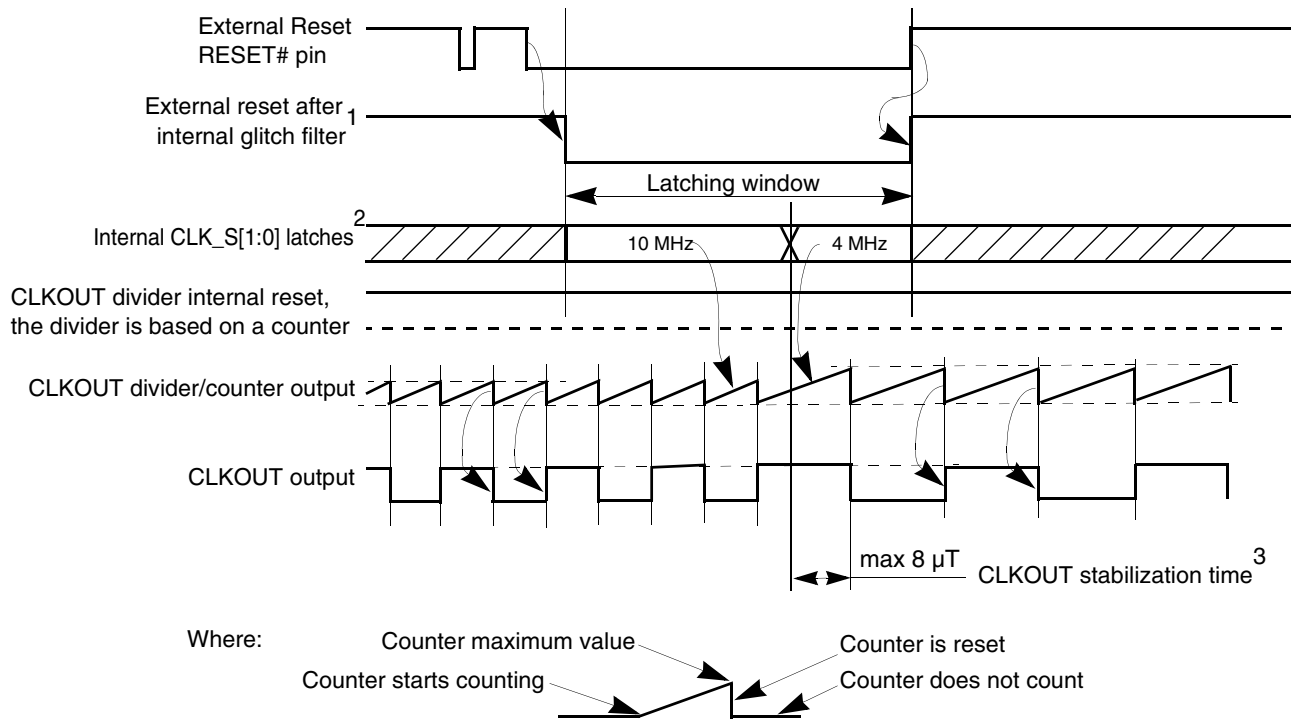 External Reset
RESET# pin
External reset after 1
internal glitch filter
Latching window
2
Internal CLK_S[1:0] latches
10 MHz
4 MHz
CLKOUT divider internal reset,
the divider is based on a counter
CLKOUT divider/counter output
CLKOUT output
max 8 µT
CLKOUT stabilization time 3
Where:
Counter maximum value
Counter is reset
Counter starts counting
Counter does not count